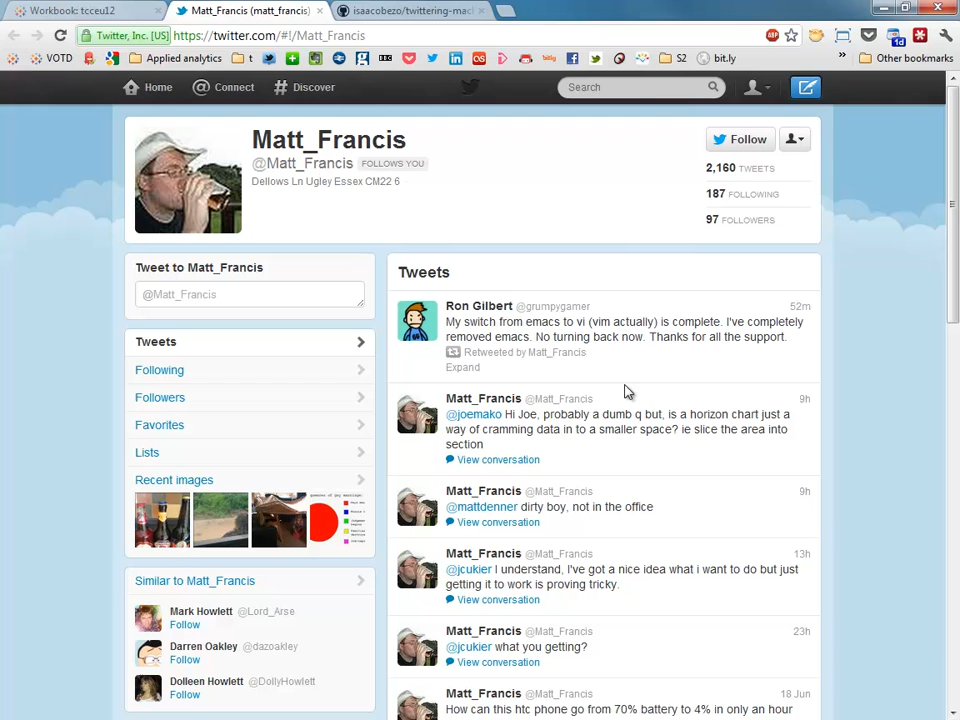 Workbook: tcceu12
Matt_Francis (matt_francis)
isaacobezo/twittering-mac
Twitter, Inc. [US]
https://twitter.com/#!/Matt_Francis
VOTD
Applied analytics
t
S2
bit.ly
»
Other bookmarks
Home
Connect
Discover
Search
Matt_Francis
@Matt_Francis FOLLOWS YOU
Dellows Ln Ugley Essex CM22 6
Follow
2,160 TWEETS
187 FOLLOWING
97 FOLLOWERS
Tweet to Matt_Francis
@Matt_Francis
Tweets
Following
Followers
Favorites
Lists
Recent images
Similar to Matt_Francis
Mark Howlett @Lord_Arse
Follow
Darren Oakley @dazoakley
Follow
Dolleen Howlett @DollyHowlett
Follow
Tweets
Ron Gilbert @grumpygamer 52m
My switch from emacs to vi (vim actually) is complete. I've completely
removed emacs. No turning back now. Thanks for all the support.
Retweeted by Matt_Francis
Expand
Matt_Francis @Matt_Francis 9h
@joemako Hi Joe, probably a dumb q but, is a horizon chart just a
way of cramming data in to a smaller space? ie slice the area into
section
View conversation
Matt_Francis @Matt_Francis 9h
@mattdenner dirty boy, not in the office
View conversation
Matt_Francis @Matt_Francis 13h
@jcukier I understand, I've got a nice idea what i want to do but just
getting it to work is proving tricky.
View conversation
Matt_Francis @Matt_Francis 23h
@jcukier what you getting?
View conversation
Matt_Francis @Matt_Francis 18 Jun
How can this htc phone go from 70% battery to 4% in only an hour